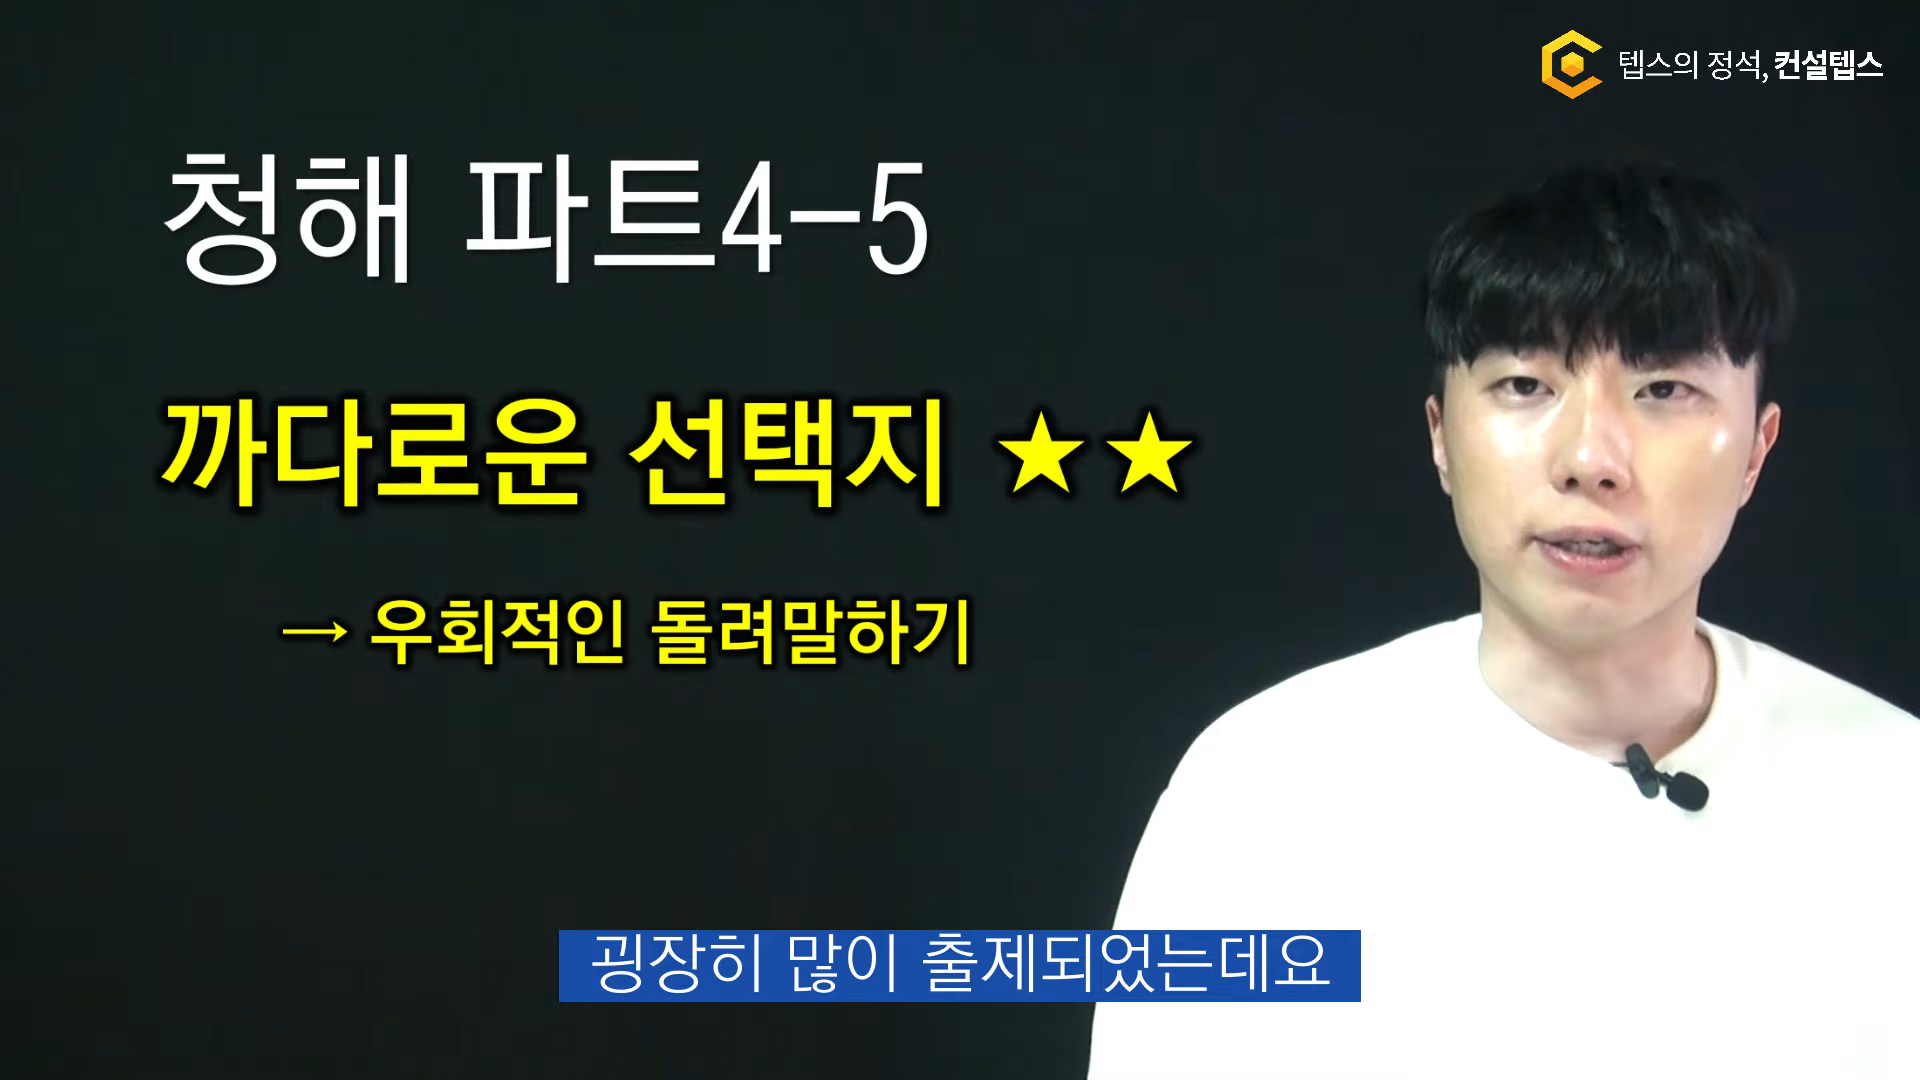 텝스의 정석, 컨설텝스
청해 파트4-5
까다로운 선택지 ★★
→ 우회적인 돌려말하기
굉장히 많이 출제되었는데요